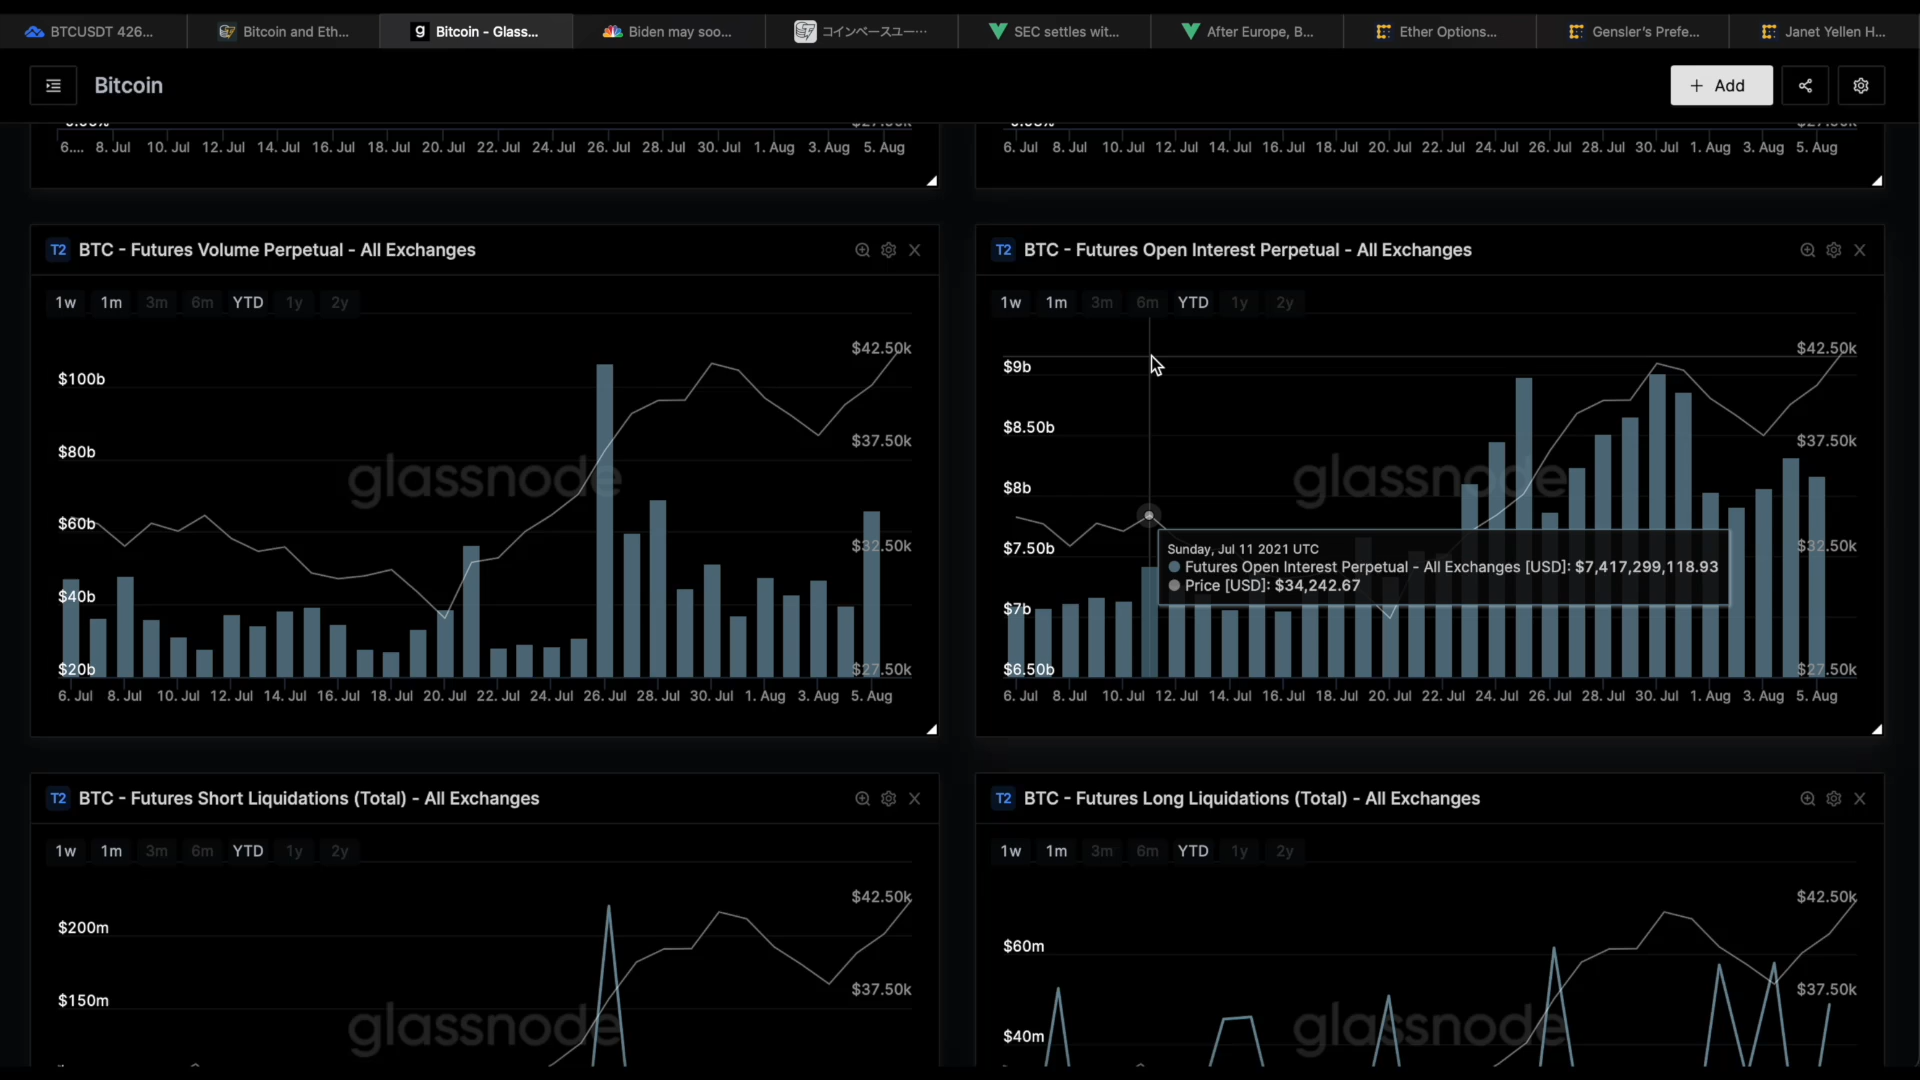 BTCUSDT 426...
Bitcoin and Eth...
g Bitcoin - Glass...
Biden may soo...
コインベースユー…
SEC settles wit...
After Europe, B...
Ether Options...
Gensler's Prefe...
Janet Yellen H...
Bitcoin
+ Add
6.... 8. Jul 10. Jul 12. Jul 14. Jul 16. Jul 18. Jul 20. Jul 22. Jul 24. Jul 26. Jul 28. Jul 30. Jul 1. Aug 3. Aug 5. Aug
6. Jul 8. Jul 10. Jul 12. Jul 14. Jul 16. Jul 18. Jul 20. Jul 22. Jul 24. Jul 26. Jul 28. Jul 30. Jul 1. Aug 3. Aug 5. Aug
T2 BTC - Futures Volume Perpetual - All Exchanges
1w 1m 3m 6m YTD 1y 2y
$100b
$80b
$60b
$40b
$20b
$42.50k
$37.50k
$32.50k
$27.50k
glassnode
6. Jul 8. Jul 10. Jul 12. Jul 14. Jul 16. Jul 18. Jul 20. Jul 22. Jul 24. Jul 26. Jul 28. Jul 30. Jul 1. Aug 3. Aug 5. Aug
T2 BTC - Futures Open Interest Perpetual - All Exchanges
1w 1m 3m 6m YTD 1y 2y
$9b
$8.50b
$8b
$7.50b
$7b
$6.50b
$42.50k
$37.50k
$32.50k
$27.50k
glassnode
Sunday, Jul 11 2021 UTC
Futures Open Interest Perpetual - All Exchanges [USD]: $7,417,299,118.93
Price [USD]: $34,242.67
6. Jul 8. Jul 10. Jul 12. Jul 14. Jul 16. Jul 18. Jul 20. Jul 22. Jul 24. Jul 26. Jul 28. Jul 30. Jul 1. Aug 3. Aug 5. Aug
T2 BTC - Futures Short Liquidations (Total) - All Exchanges
1w 1m 3m 6m YTD 1y 2y
$200m
$150m
$42.50k
$37.50k
glassnode
T2 BTC - Futures Long Liquidations (Total) - All Exchanges
1w 1m 3m 6m YTD 1y 2y
$60m
$40m
$42.50k
$37.50k
glassnode